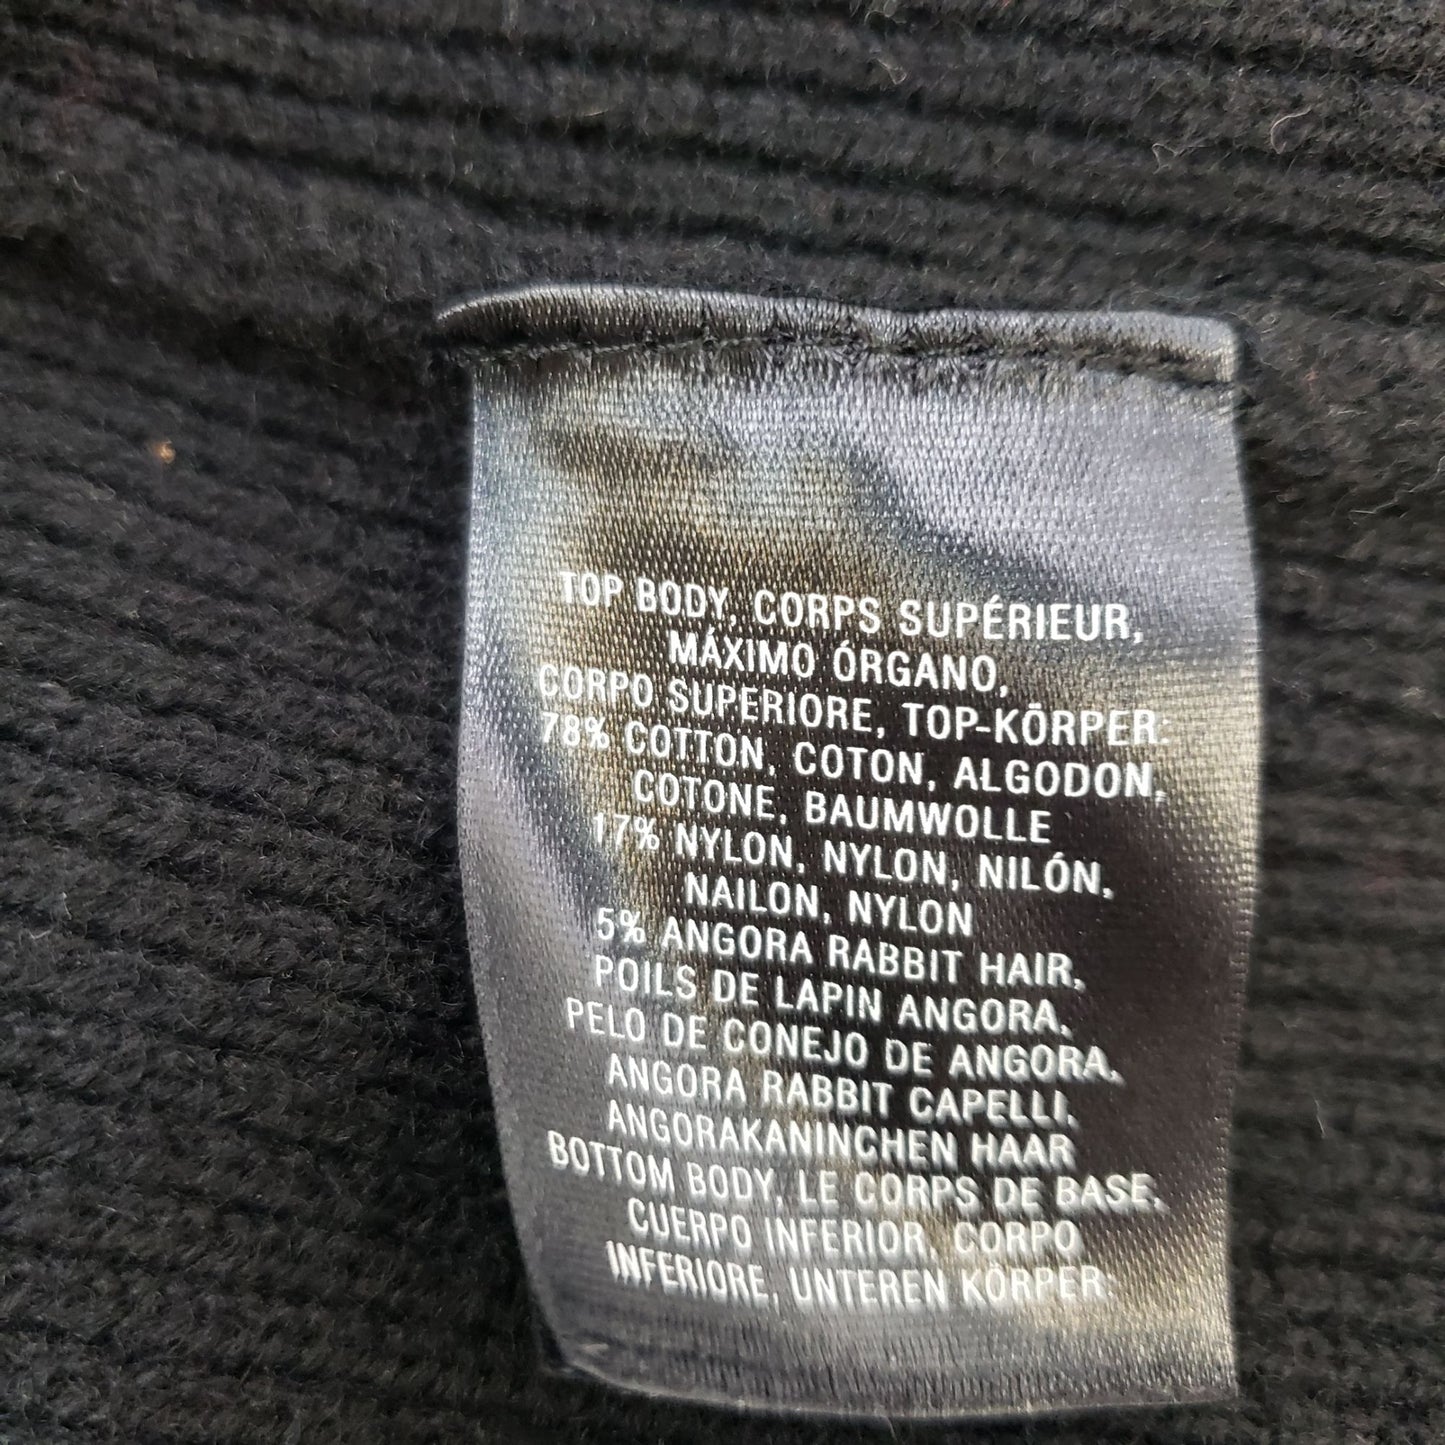 TOP BODY, CORPS SUPÉRIEUR,
MÁXIMO ÓRGANO,
CORPO SUPERIORE, TOP-KÖRPER:
78% COTTON, COTON, ALGODON,
COTONE, BAUMWOLLE
17% NYLON, NYLON, NILÓN,
NAILON, NYLON
5% ANGORA RABBIT HAIR,
POILS DE LAPIN ANGORA,
PELO DE CONEJO DE ANGORA,
ANGORA RABBIT CAPELLI,
ANGORAKANINCHEN HAAR
BOTTOM BODY, LE CORPS DE BASE,
CUERPO INFERIOR, CORPO
INFERIORE, UNTEREN KÖRPER: